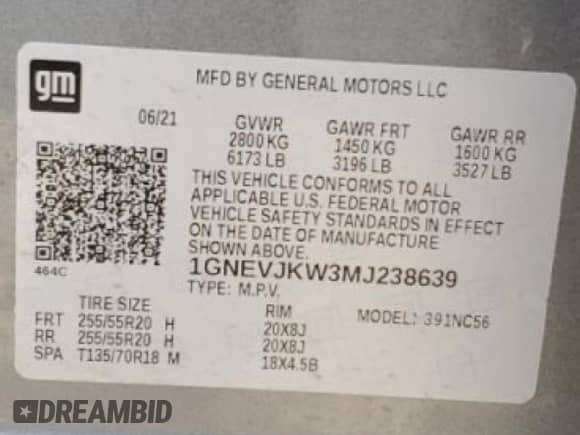 gm
MFD BY GENERAL MOTORS LLC
06/21
GVWR GAWR FRT GAWR RR
2800 KG 1450 KG 1600 KG
6173 LB 3196 LB 3527 LB
THIS VEHICLE CONFORMS TO ALL
APPLICABLE U.S. FEDERAL MOTOR
VEHICLE SAFETY STANDARDS IN EFFECT
ON THE DATE OF MANUFACTURE
SHOWN ABOVE.
464C
1GNEVJKW3MJ238639
TYPE: M.P.V.
TIRE SIZE RIM MODEL: 391NC56
FRT 255/55R20 H 20X8J
RR 255/55R20 H 20X8J
SPA T135/70R18 M 18X4.5B
DREAMBID